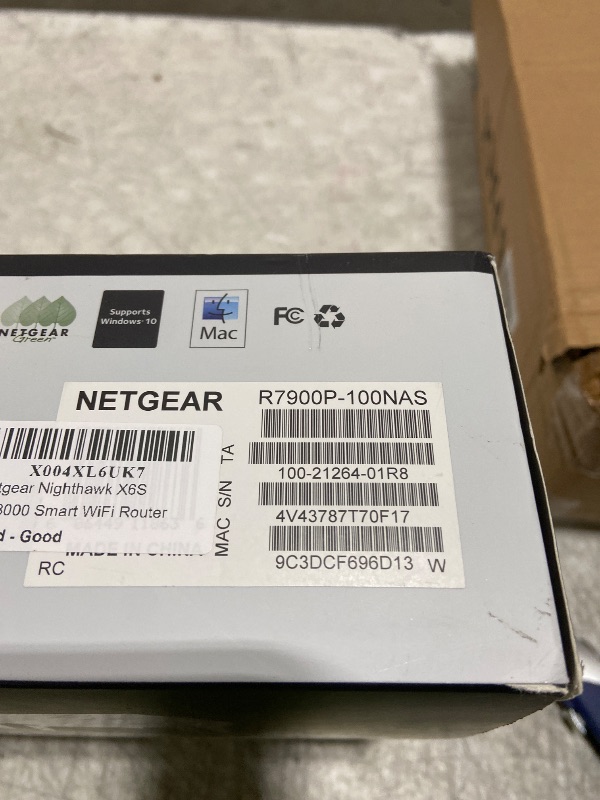 NETGEAR
Green
Supports
Windows 10
Mac
FC
NETGEAR
R7900P-100NAS
TA
100-21264-01R8
S/N
4V43787T70F17
MAC
9C3DCF696D13 W
X004XL6UK7
tgear Nighthawk X6S
3000 Smart WiFi Router
d - Good
MADE IN CHINA
RC